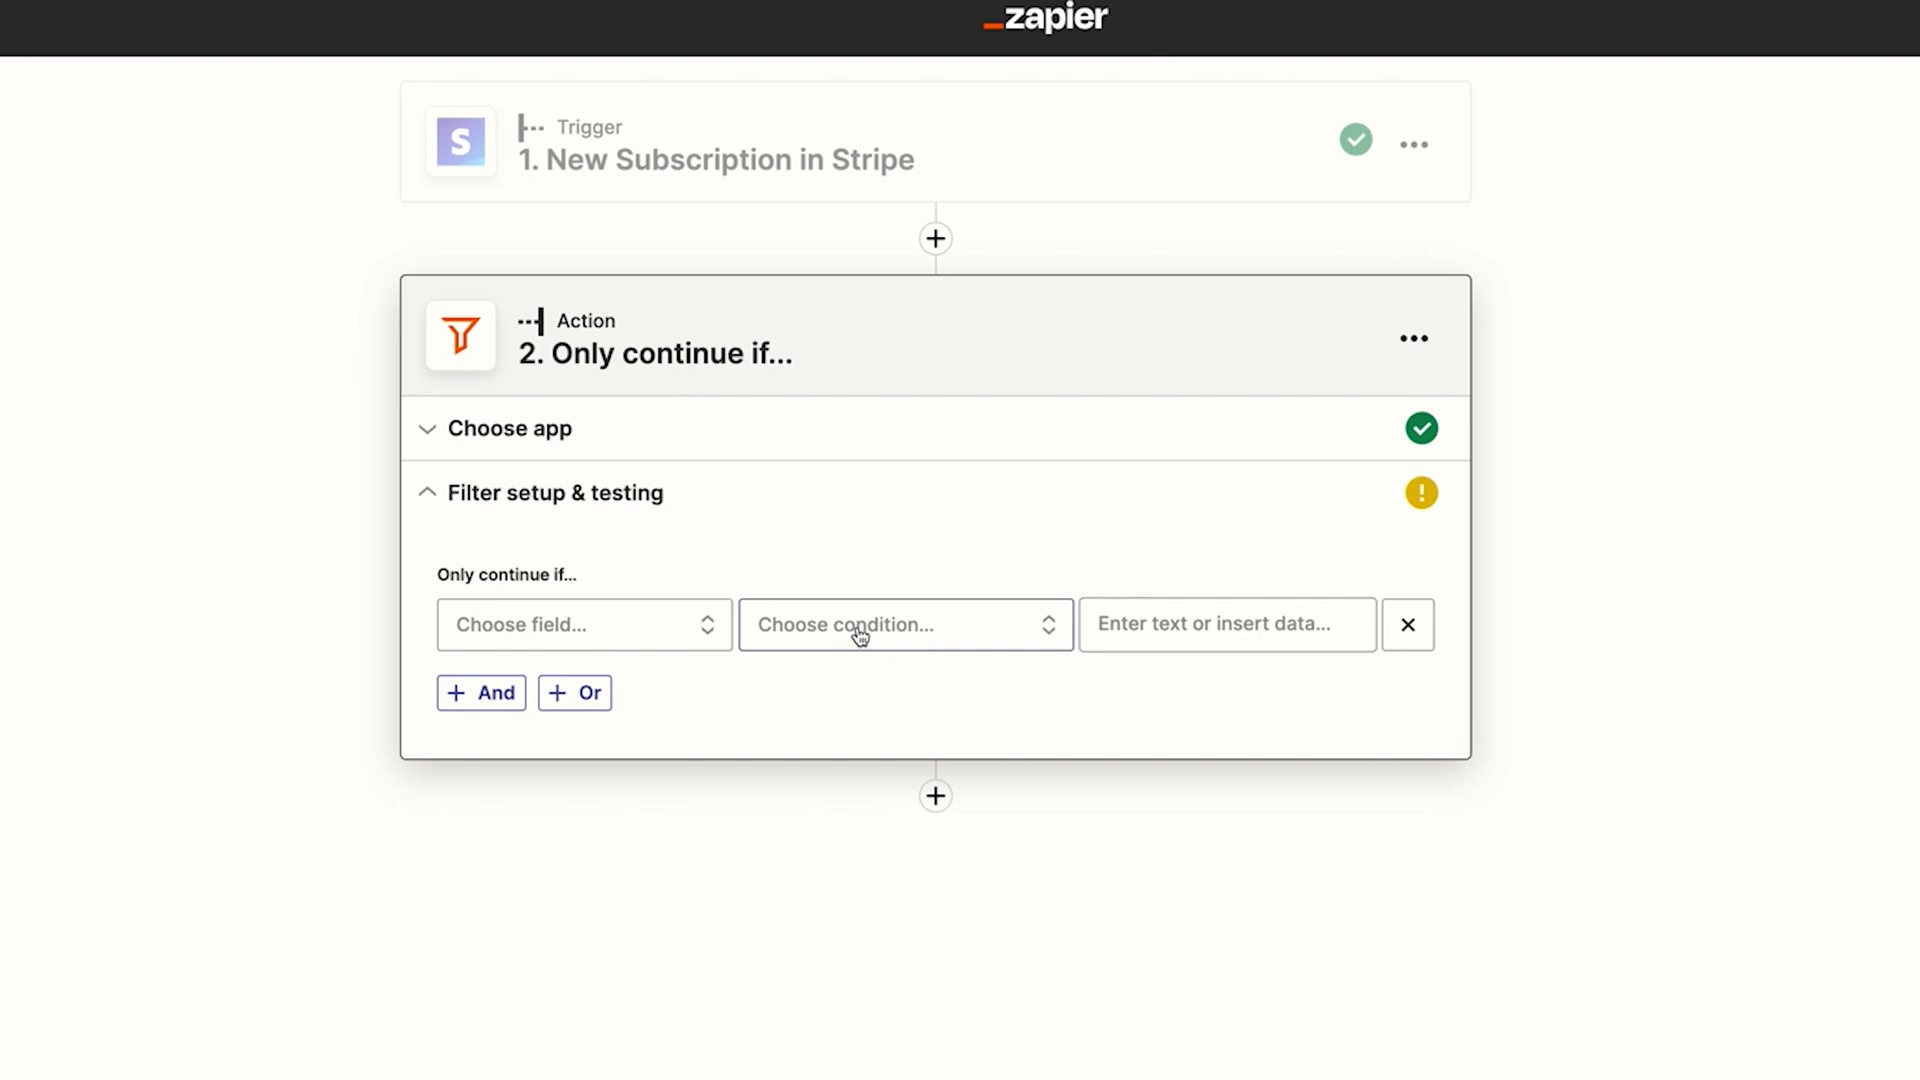 _zapier
S
Trigger
1. New Subscription in Stripe
Action
2. Only continue if...
Choose app
Filter setup & testing
Only continue if...
Choose field...
Choose condition...
Enter text or insert data...
+ And
+ Or